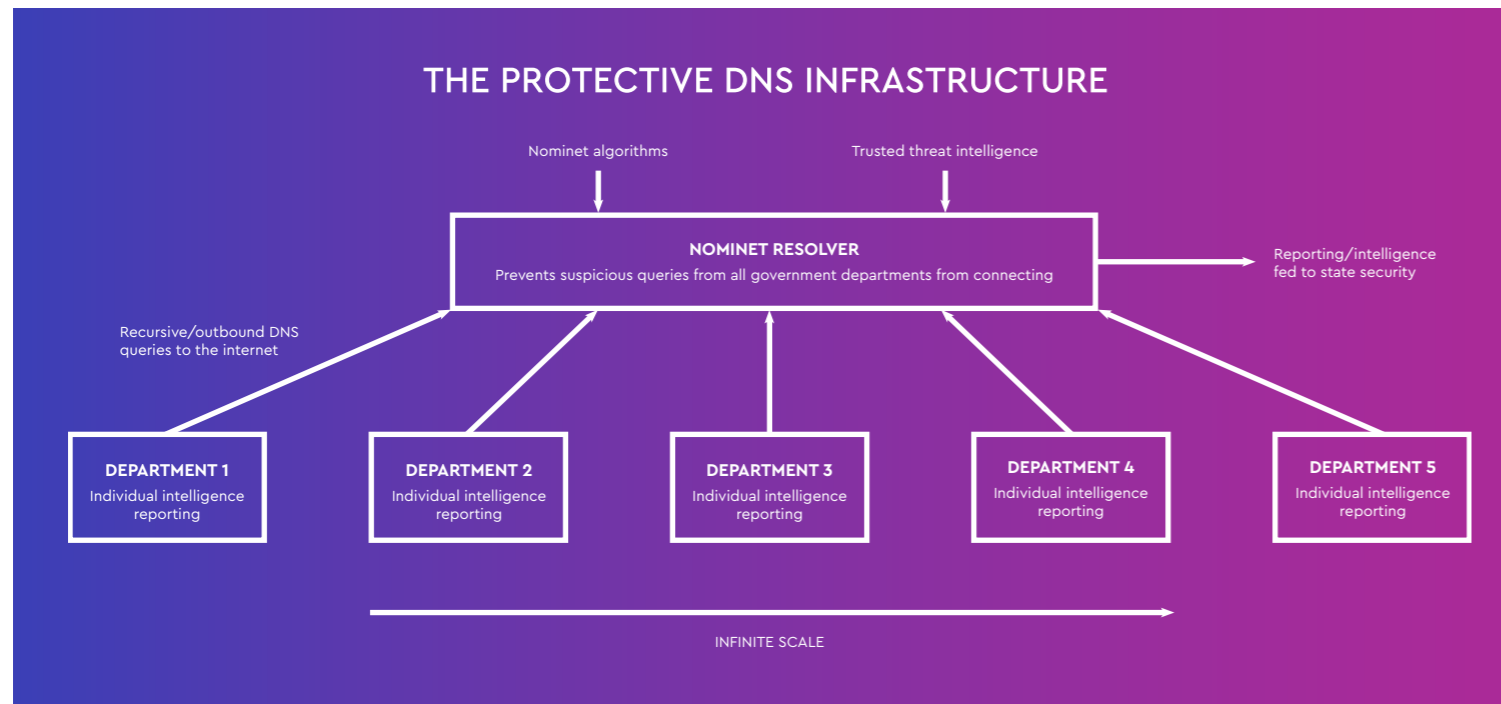 THE PROTECTIVE DNS INFRASTRUCTURE
Nominet algorithms
Trusted threat intelligence
NOMINET RESOLVER
Prevents suspicious queries from all government departments from connecting
Reporting/intelligence
fed to state security
Recursive/outbound DNS
queries to the internet
DEPARTMENT 1
Individual intelligence
reporting
DEPARTMENT 2
Individual intelligence
reporting
DEPARTMENT 3
Individual intelligence
reporting
DEPARTMENT 4
Individual intelligence
reporting
DEPARTMENT 5
Individual intelligence
reporting
INFINITE SCALE